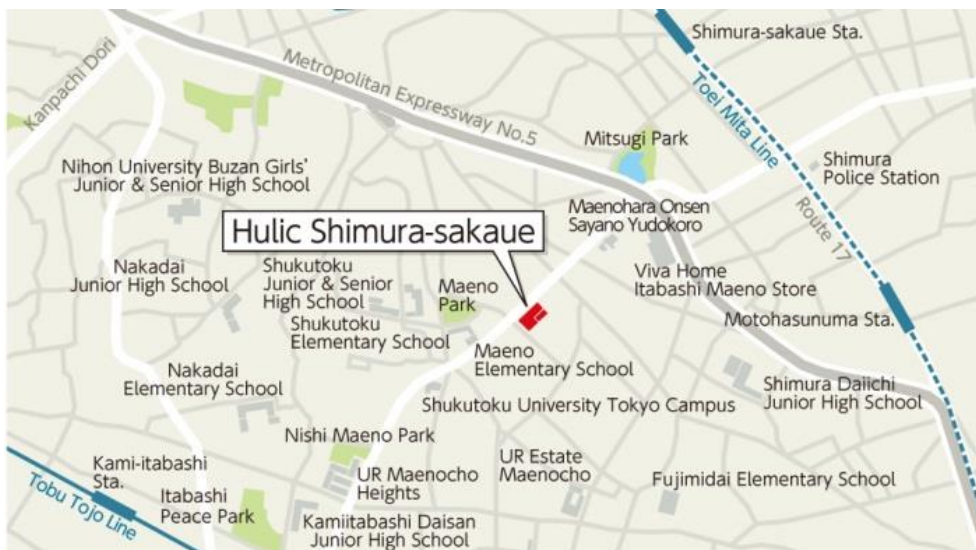 Shimura-sakaue Sta.
Kanpachi Dori
Metropolitan Expressway No.5
Toei Mita Line
Mitsugi Park
Nihon University Buzan Girls'
Junior & Senior High School
Shimura
Police Station
Maenohara Onsen
Sayano Yudokoro
Hulic Shimura-sakaue
Route 17
Nakadai
Junior High School
Shukutoku
Junior & Senior
High School
Maeno
Park
Viva Home
Itabashi Maeno Store
Shukutoku
Elementary School
Motohasunuma Sta.
Maeno
Elementary School
Nakadai
Elementary School
Shimura Daiichi
Junior High School
Shukutoku University Tokyo Campus
Nishi Maeno Park
Kami-itabashi
Sta.
UR Estate
Maenocho
UR Maenocho
Heights
Fujimidai Elementary School
Tobu Tojo Line
Itabashi
Peace Park
Kamiitabashi Daisan
Junior High School